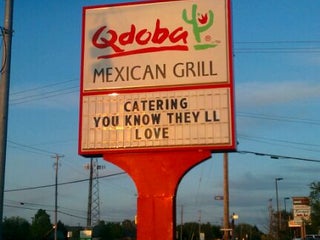 Qdoba
MEXICAN GRILL
CATERING
YOU KNOW THEY LL
LOVE